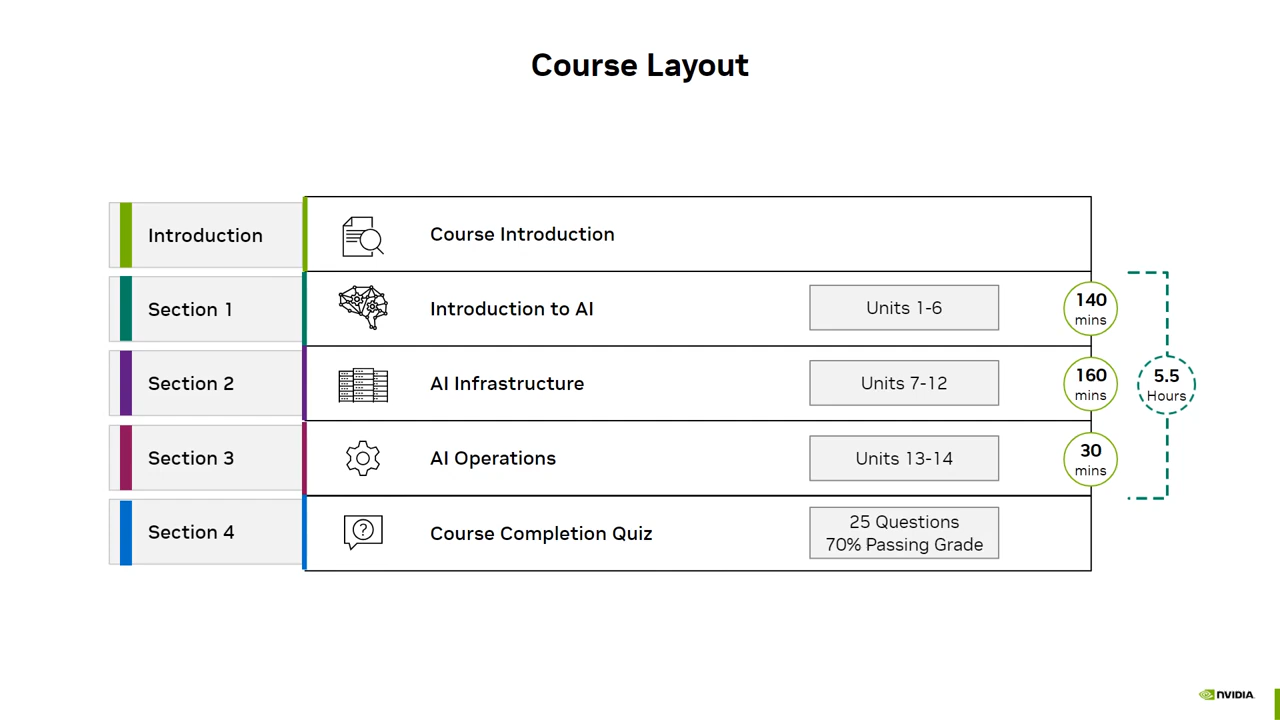 Course Layout
Introduction
Course Introduction
Section 1
Introduction to AI
Units 1-6
140
mins
Section 2
AI Infrastructure
Units 7-12
160
mins
5.5
Hours
Section 3
AI Operations
Units 13-14
30
mins
Section 4
?
Course Completion Quiz
25 Questions
70% Passing Grade
NVIDIA